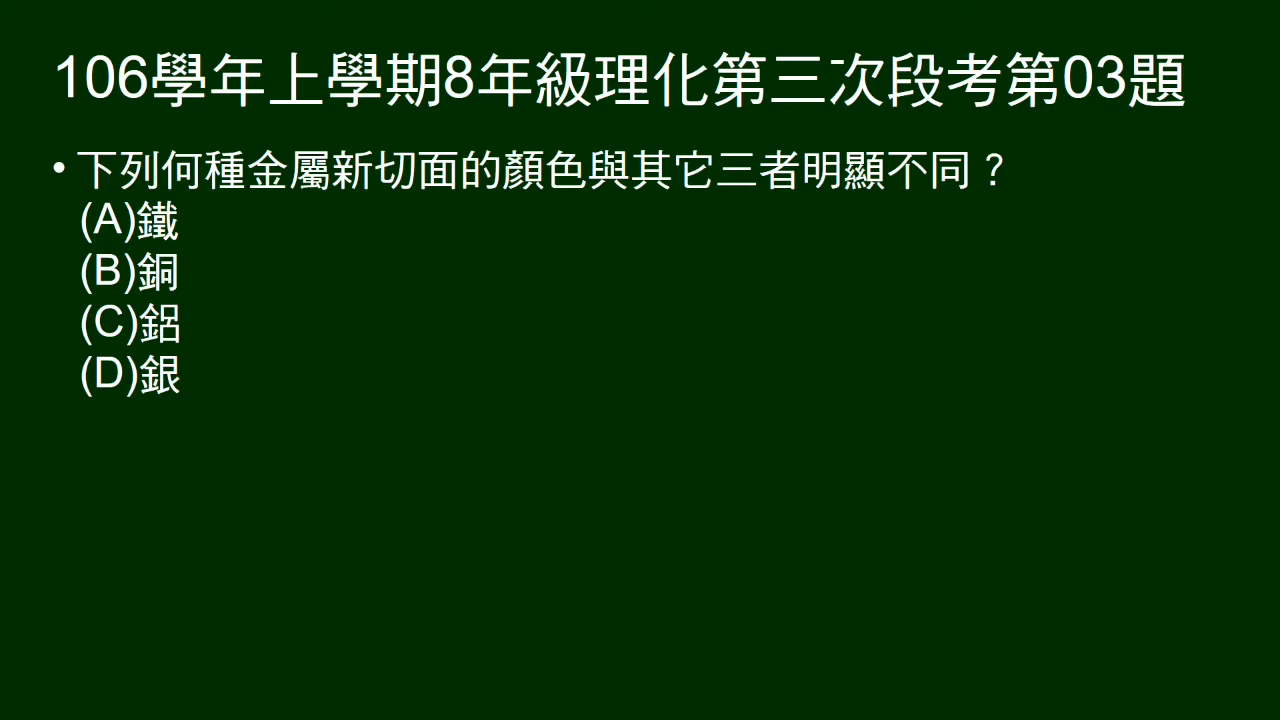 106學年上學期8年級理化第三次段考第03題
• 下列何種金屬新切面的顏色與其它三者明顯不同？
(A)鐵
(B)銅
(C)鋁
(D)銀